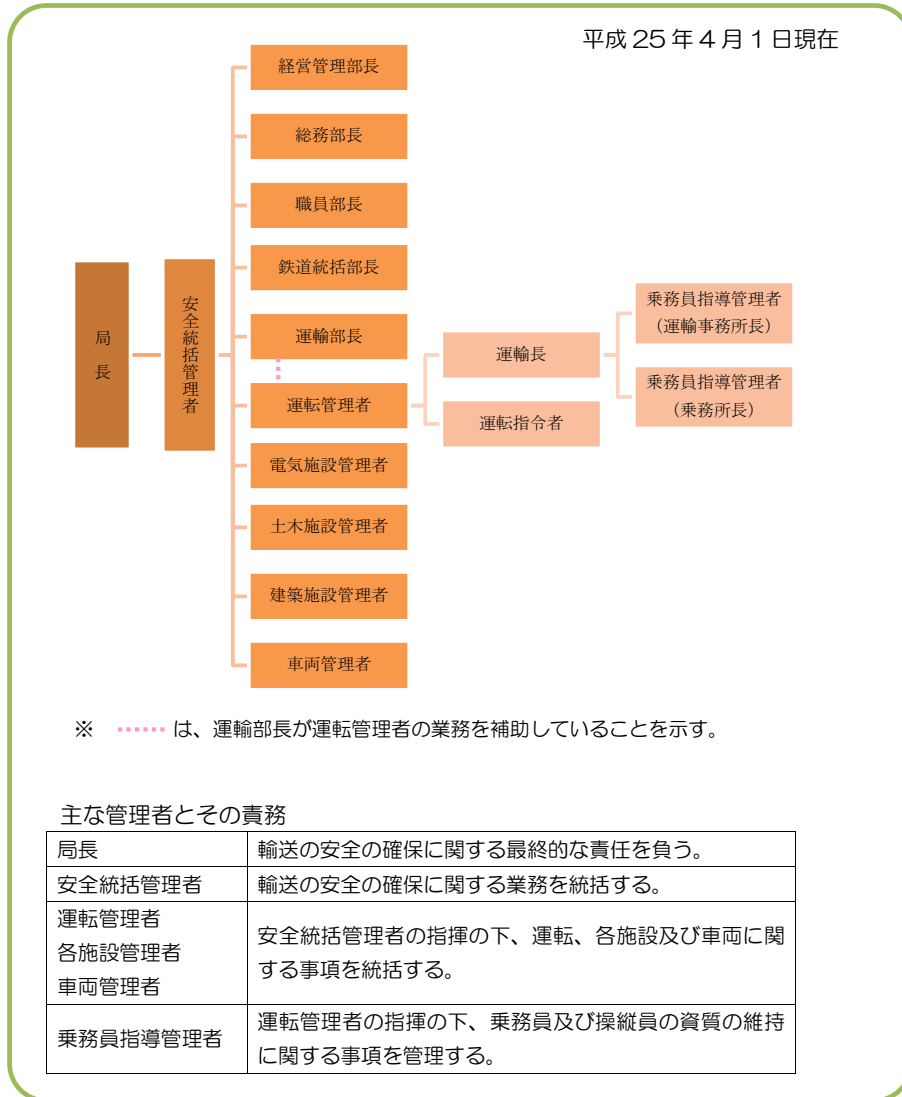 平成25年4月1日現在
経営管理部長
総務部長
職員部長
鉄道統括部長
局長
安全統括管理者
運輸部長
運転管理者
運輸長
運転指令者
乗務員指導管理者
（運輸事務所長）
乗務員指導管理者
（乗務所長）
電気施設管理者
土木施設管理者
建築施設管理者
車両管理者
※ ……は、運輸部長が運転管理者の業務を補助していることを示す。
主な管理者とその責務
局長
輸送の安全の確保に関する最終的な責任を負う。
安全統括管理者
輸送の安全の確保に関する業務を統括する。
運転管理者
各施設管理者
車両管理者
安全統括管理者の指揮の下、運転、各施設及び車両に関
する事項を統括する。
乗務員指導管理者
運転管理者の指揮の下、乗務員及び操縦員の資質の維持
に関する事項を管理する。